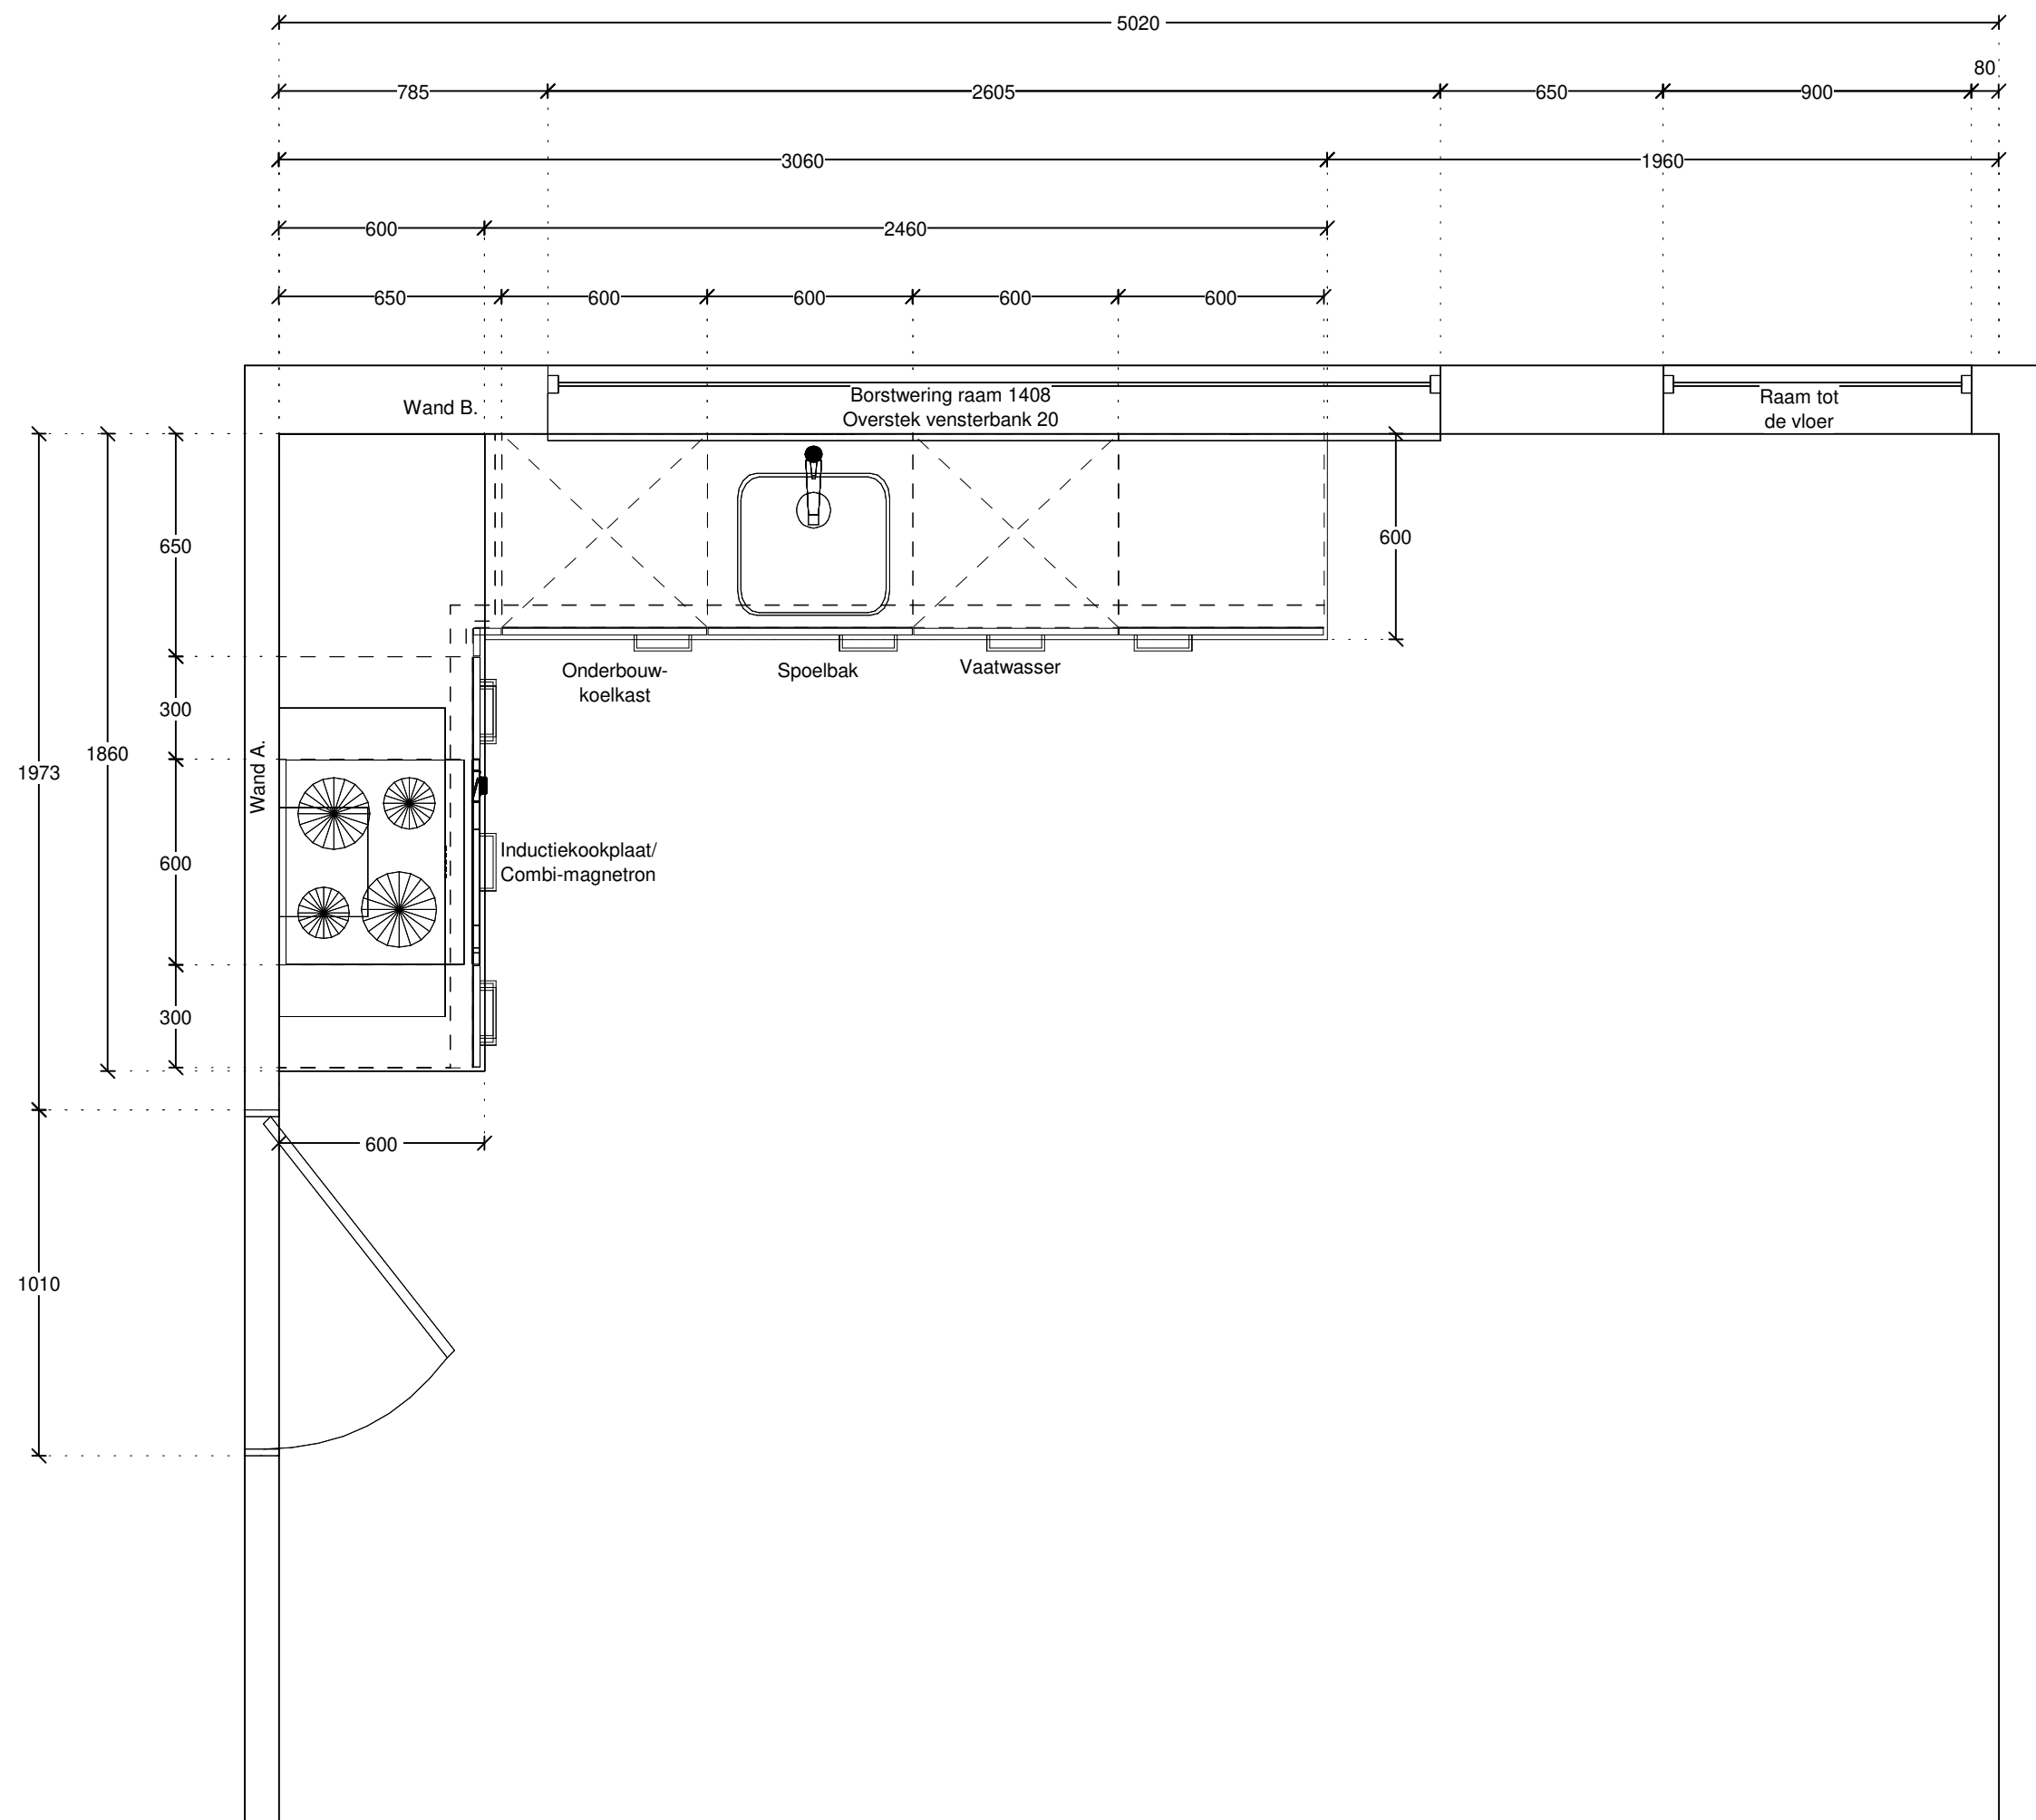 5020
80
785
2605
650
900
3060
1960
600
2460
650
600
600
600
600
Wand B.
Borstwering raam 1408
Overstek vensterbank 20
Raam tot
de vloer
650
600
Onderbouw-
koelkast
Spoelbak
Vaatwasser
300
1860
1973
Wand A.
Inductiekookplaat/
Combi-magnetron
600
300
600
1010